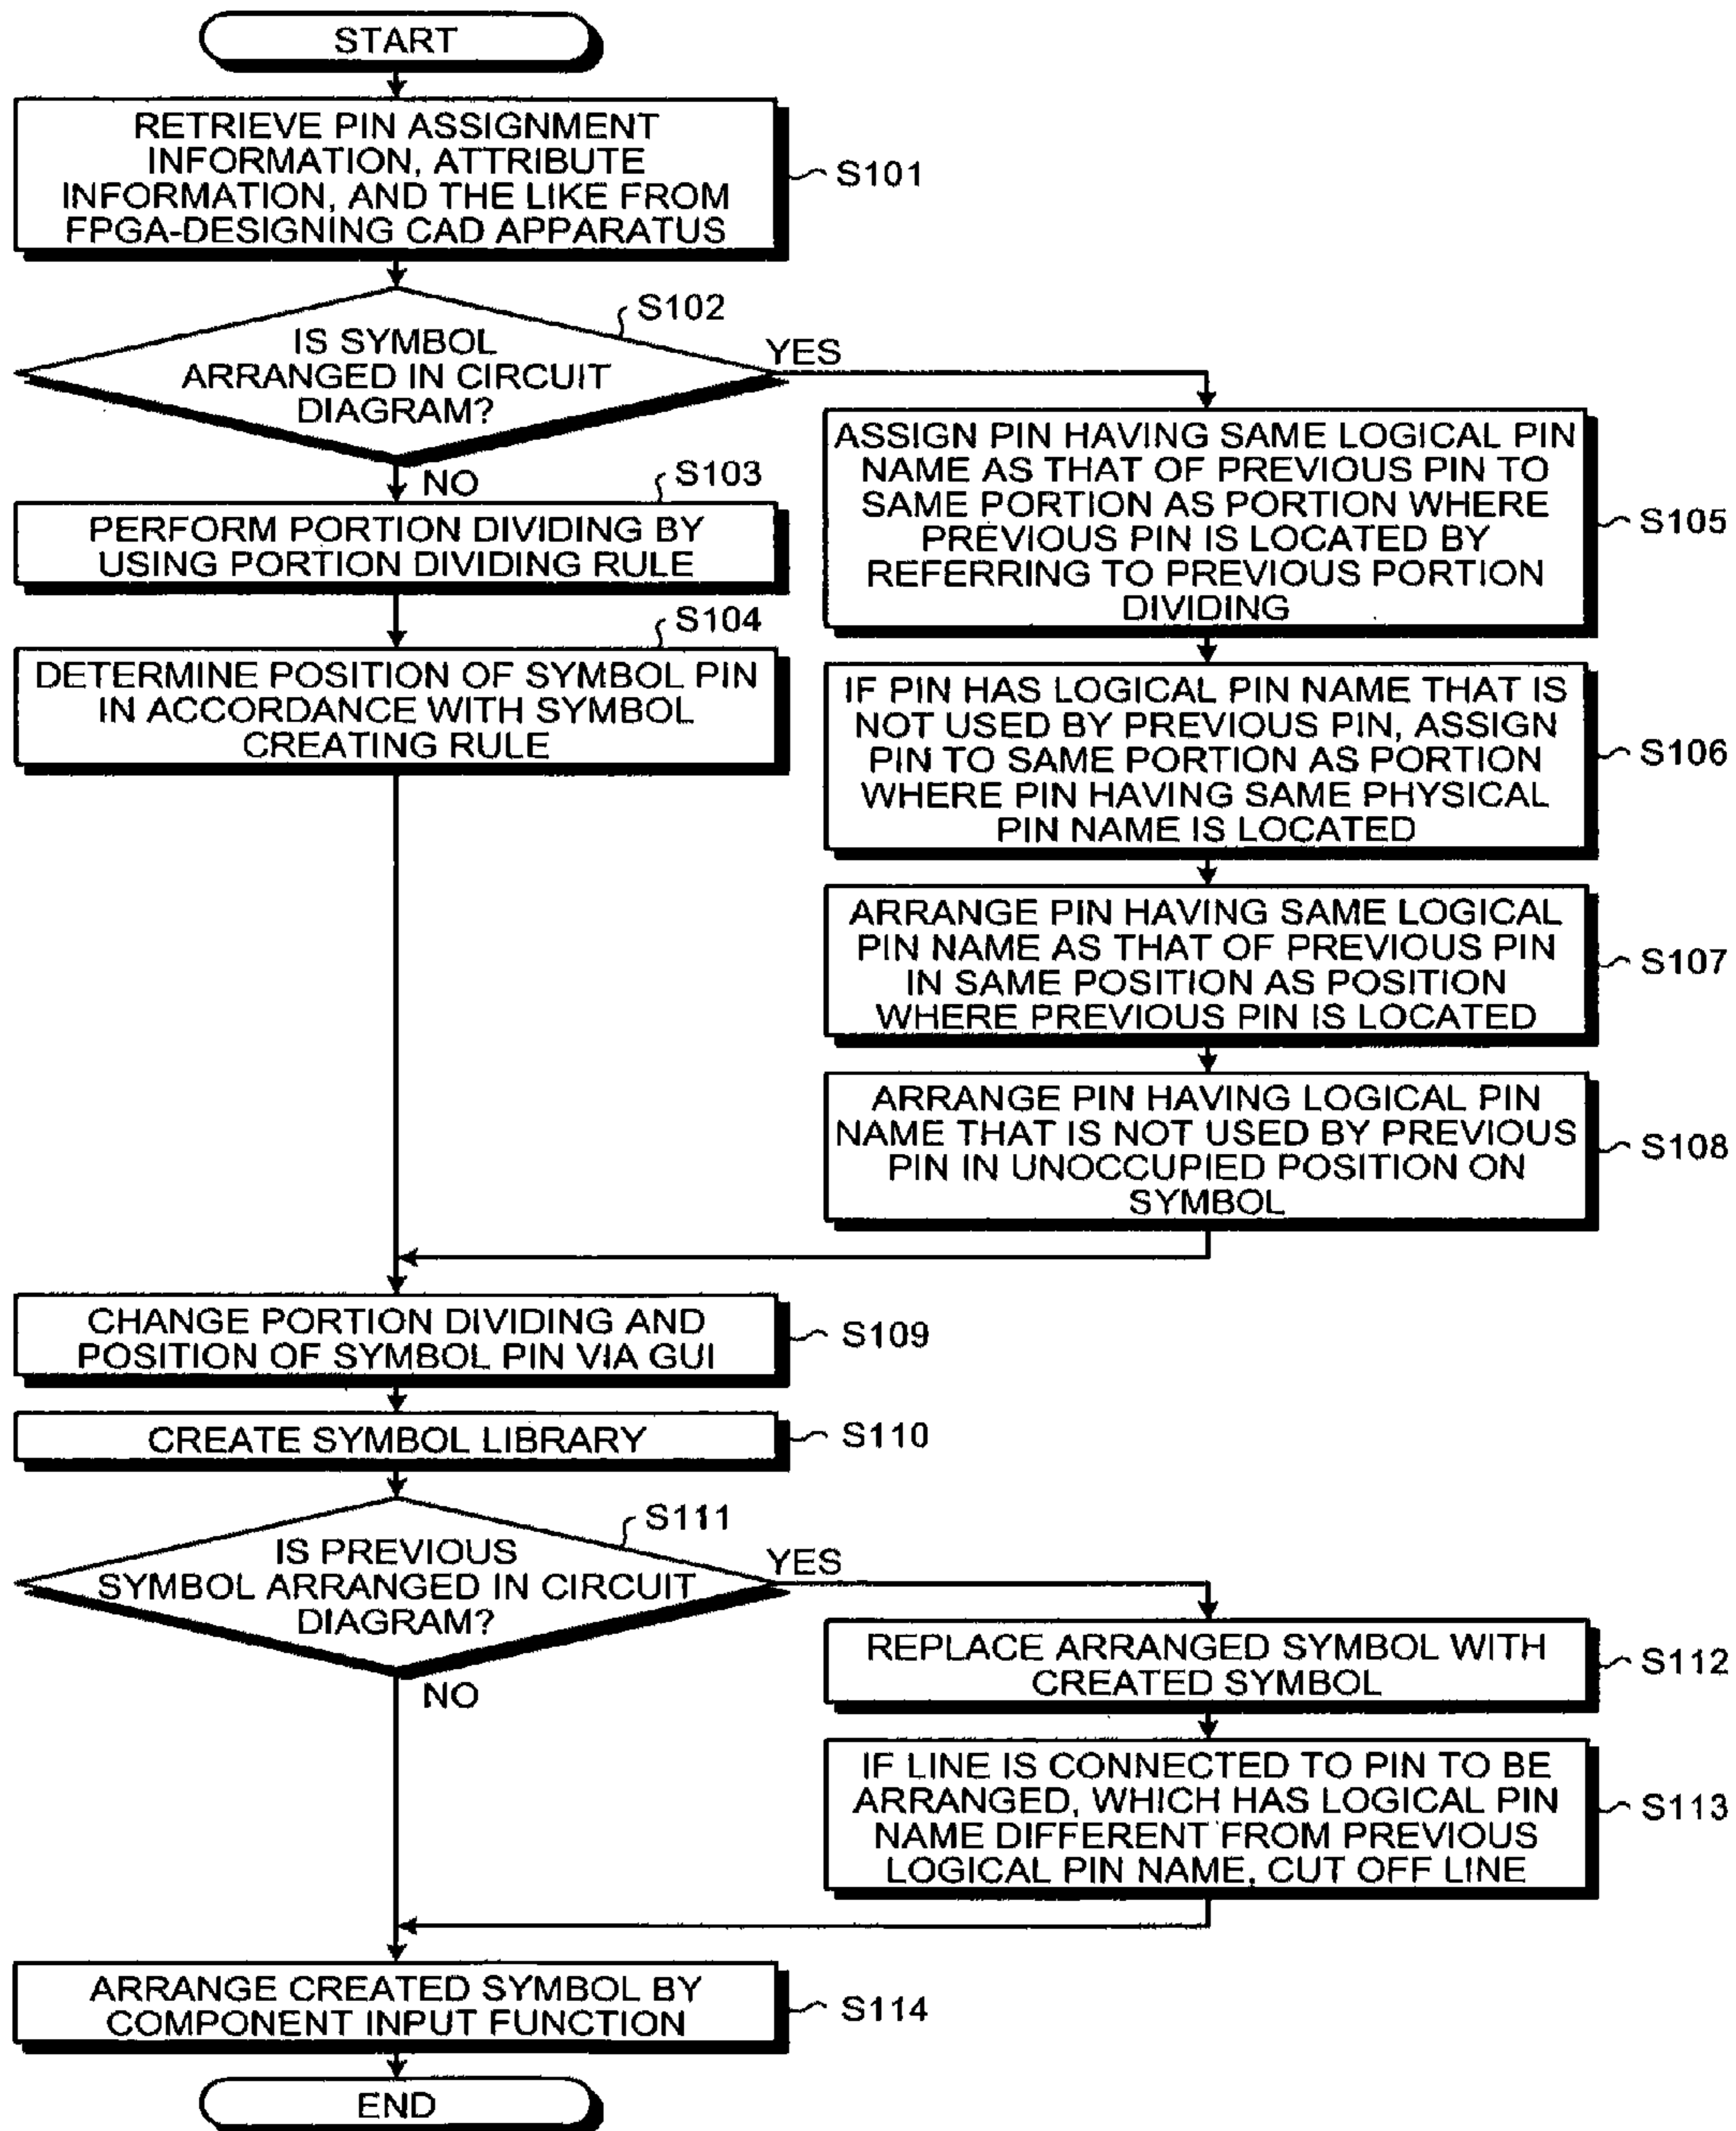 START
RETRIEVE PIN ASSIGNMENT
INFORMATION, ATTRIBUTE
INFORMATION, AND THE LIKE FROM
FPGA-DESIGNING CAD APPARATUS
S101
S102
IS SYMBOL
ARRANGED IN CIRCUIT
DIAGRAM?
YES
NO
S103
PERFORM PORTION DIVIDING BY
USING PORTION DIVIDING RULE
S104
DETERMINE POSITION OF SYMBOL PIN
IN ACCORDANCE WITH SYMBOL
CREATING RULE
ASSIGN PIN HAVING SAME LOGICAL PIN
NAME AS THAT OF PREVIOUS PIN TO
SAME PORTION AS PORTION WHERE
PREVIOUS PIN IS LOCATED BY
REFERRING TO PREVIOUS PORTION
DIVIDING
S105
IF PIN HAS LOGICAL PIN NAME THAT IS
NOT USED BY PREVIOUS PIN, ASSIGN
PIN TO SAME PORTION AS PORTION
WHERE PIN HAVING SAME PHYSICAL
PIN NAME IS LOCATED
S106
ARRANGE PIN HAVING SAME LOGICAL
PIN NAME AS THAT OF PREVIOUS PIN
IN SAME POSITION AS POSITION
WHERE PREVIOUS PIN IS LOCATED
S107
ARRANGE PIN HAVING LOGICAL PIN
NAME THAT IS NOT USED BY PREVIOUS
PIN IN UNOCCUPIED POSITION ON
SYMBOL
S108
CHANGE PORTION DIVIDING AND
POSITION OF SYMBOL PIN VIA GUI
S109
CREATE SYMBOL LIBRARY
S110
S111
IS PREVIOUS
SYMBOL ARRANGED IN CIRCUIT
DIAGRAM?
YES
NO
REPLACE ARRANGED SYMBOL WITH
CREATED SYMBOL
S112
IF LINE IS CONNECTED TO PIN TO BE
ARRANGED, WHICH HAS LOGICAL PIN
NAME DIFFERENT FROM PREVIOUS
LOGICAL PIN NAME, CUT OFF LINE
S113
ARRANGE CREATED SYMBOL BY
COMPONENT INPUT FUNCTION
S114
END